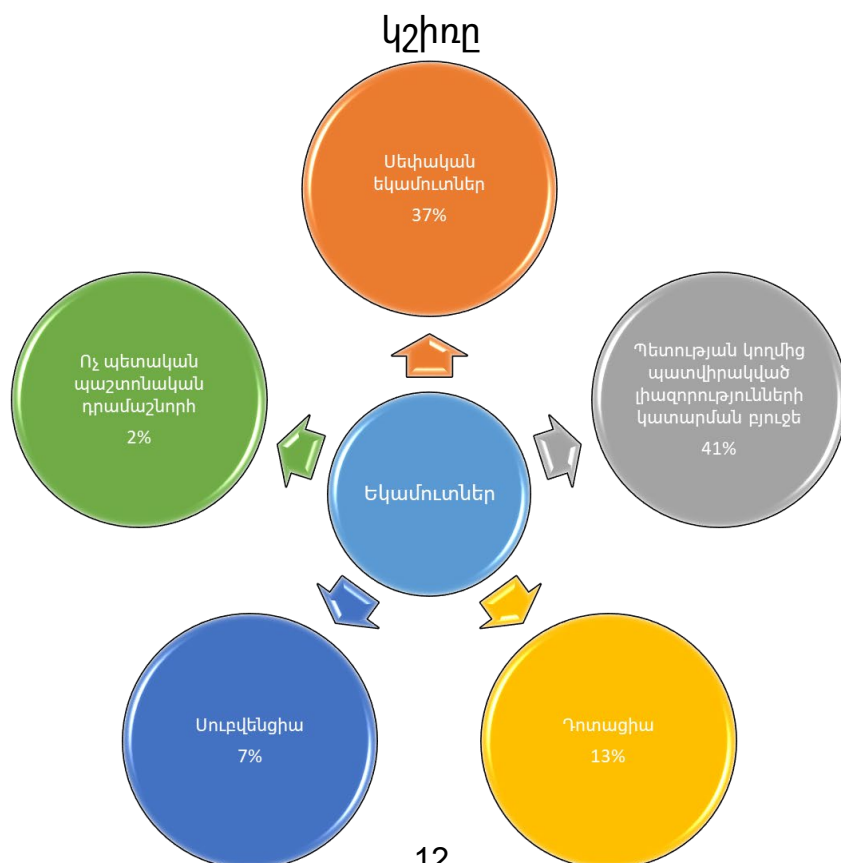 կշիռը
Սեփական
եկամուտներ
37%
Ոչ պետական
պաշտոնական
դրամաշնորհ
2%
Պետության կողմից
պատվիրակված
լիազորությունների
կատարման բյուջե
41%
Եկամուտներ
Սուբվենցիա
7%
Դոտացիա
13%
12